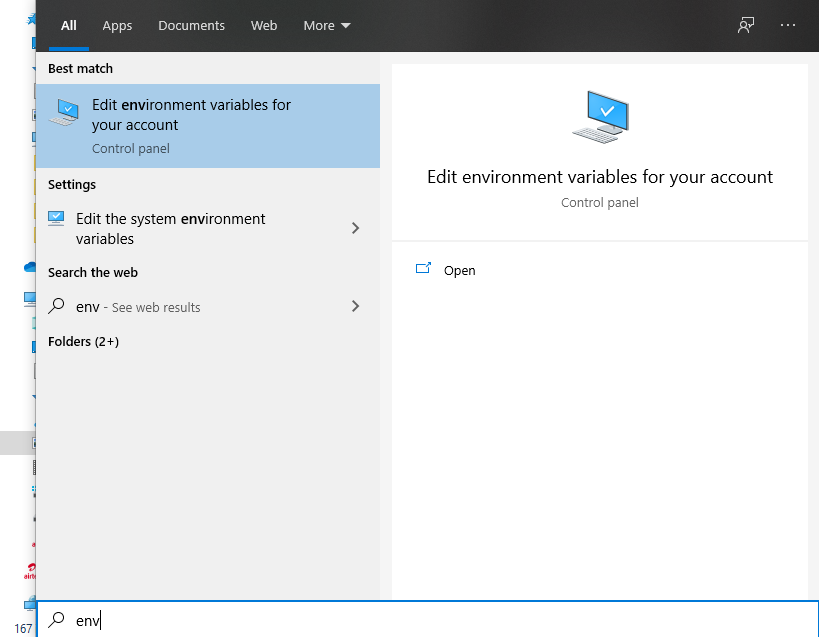 All Apps Documents Web More
Best match
Edit environment variables for
your account
Control panel
Settings
Edit the system environment
variables
Search the web
env - See web results
Folders (2+)
Edit environment variables for your account
Control panel
Open
airt
167
env